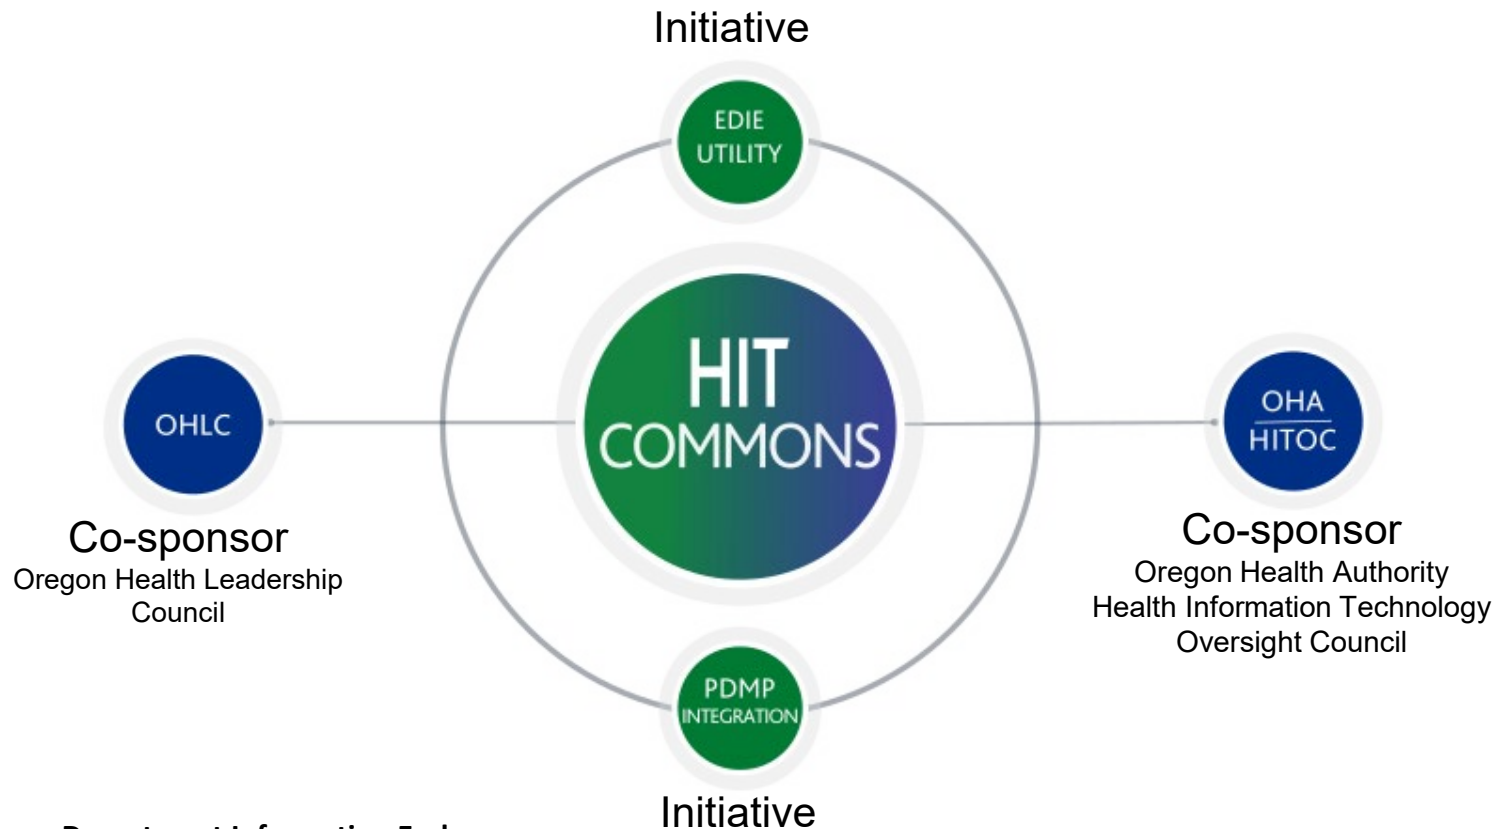 Initiative
EDIE
UTILITY
HIT
COMMONS
OHLC
OHA
HITOC
Co-sponsor
Oregon Health Leadership
Council
Co-sponsor
Oregon Health Authority
Health Information Technology
Oversight Council
PDMP
INTEGRATION
Initiative